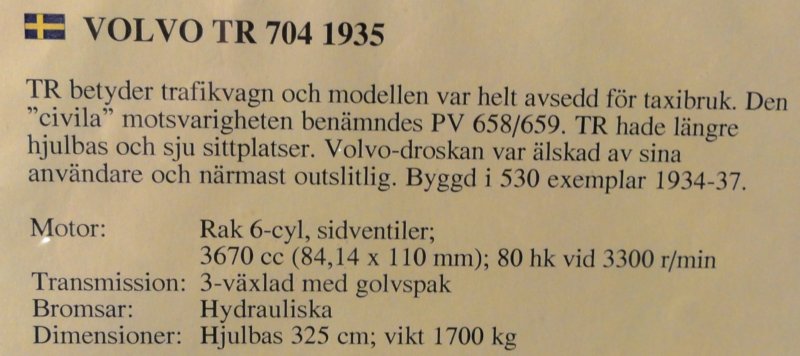 VOLVO TR 704 1935
TR betyder trafikvagn och modellen var helt avsedd för taxibruk. Den
”civila” motsvarigheten benämndes PV 658/659. TR hade längre
hjulbas och sju sittplatser. Volvo-droskan var älskad av sina
användare och närmast outslitlig. Byggd i 530 exemplar 1934-37.
Motor: Rak 6-cyl, sidventiler;
3670 cc (84,14 x 110 mm); 80 hk vid 3300 r/min
Transmission: 3-växlad med golvspak
Bromsar: Hydrauliska
Dimensioner: Hjulbas 325 cm; vikt 1700 kg